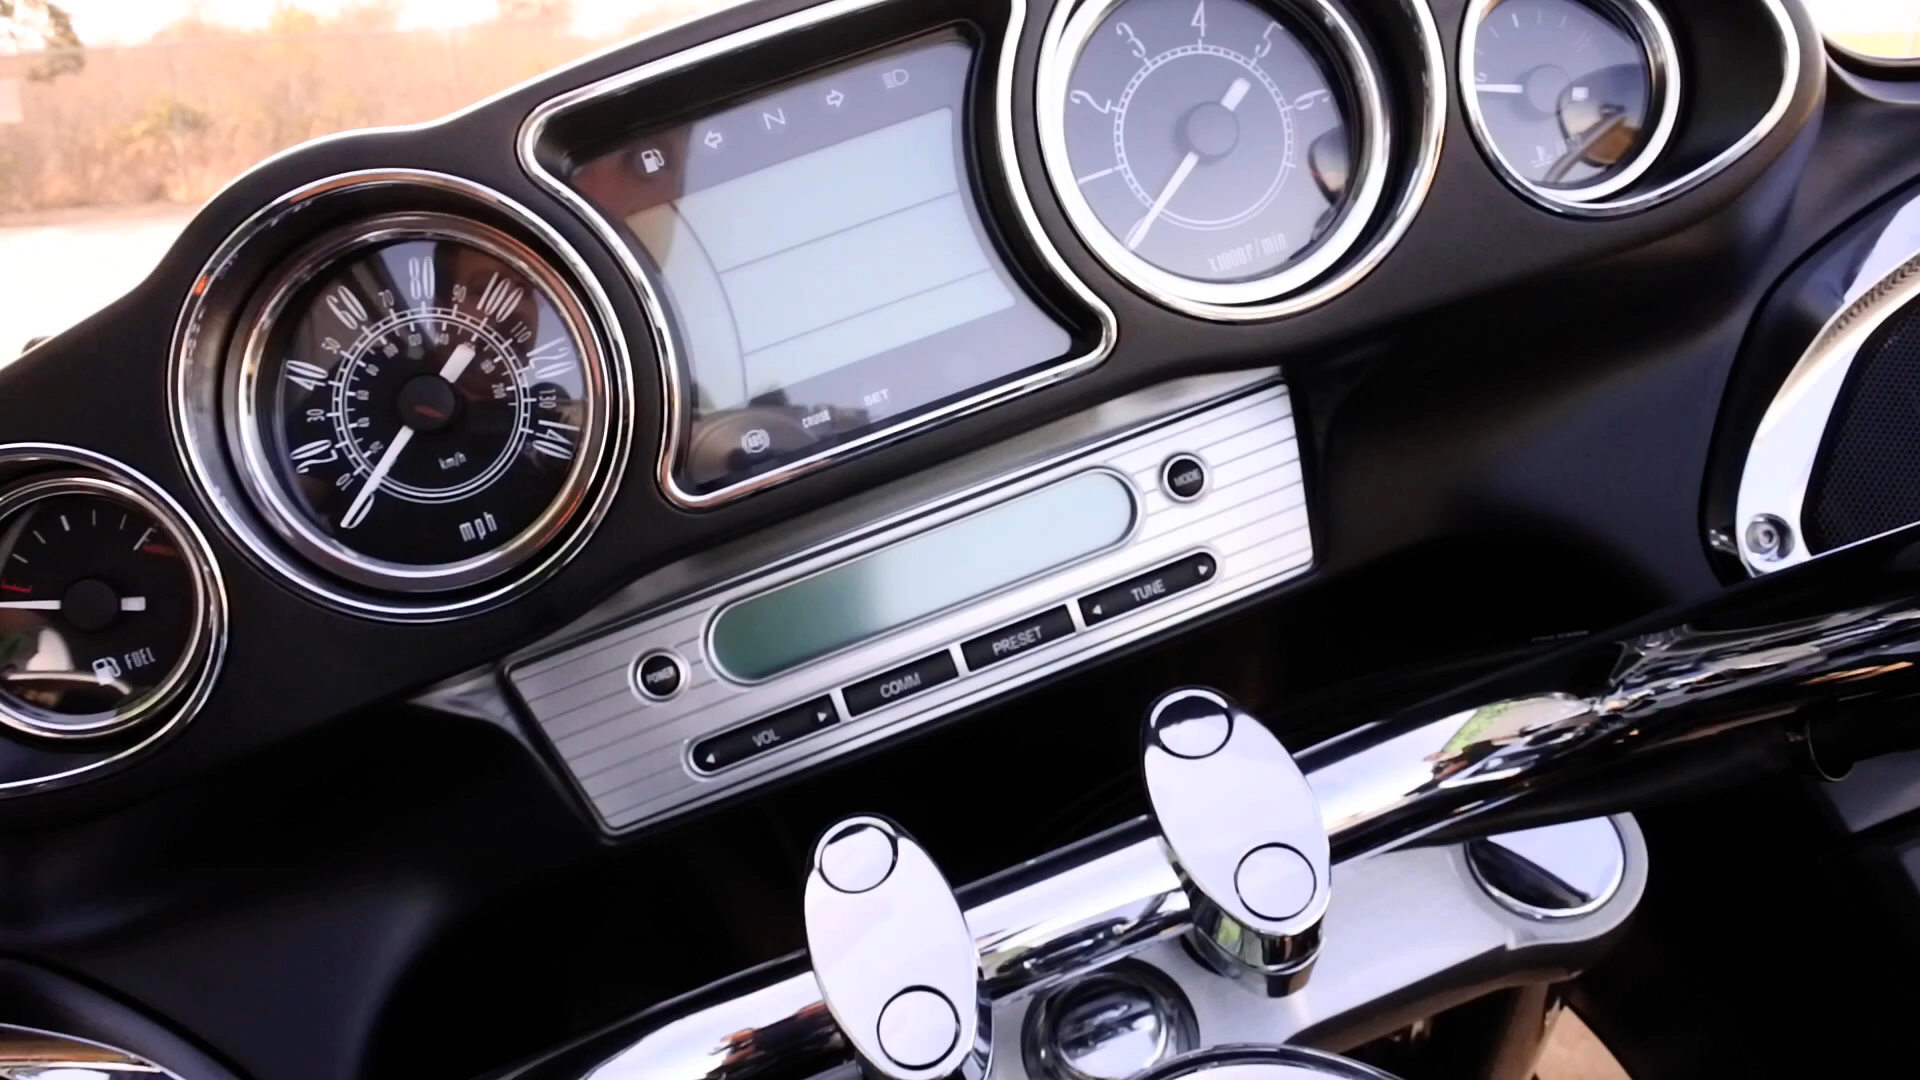 2
3
4
5
6
X1000r/min
N
20
40
60
80
100
120
140
10
30
50
70
90
110
130
km/h
mph
F
FUEL
ABS
CRUISE
SET
MODE
POWER
TUNE
PRESET
COMM
VOL